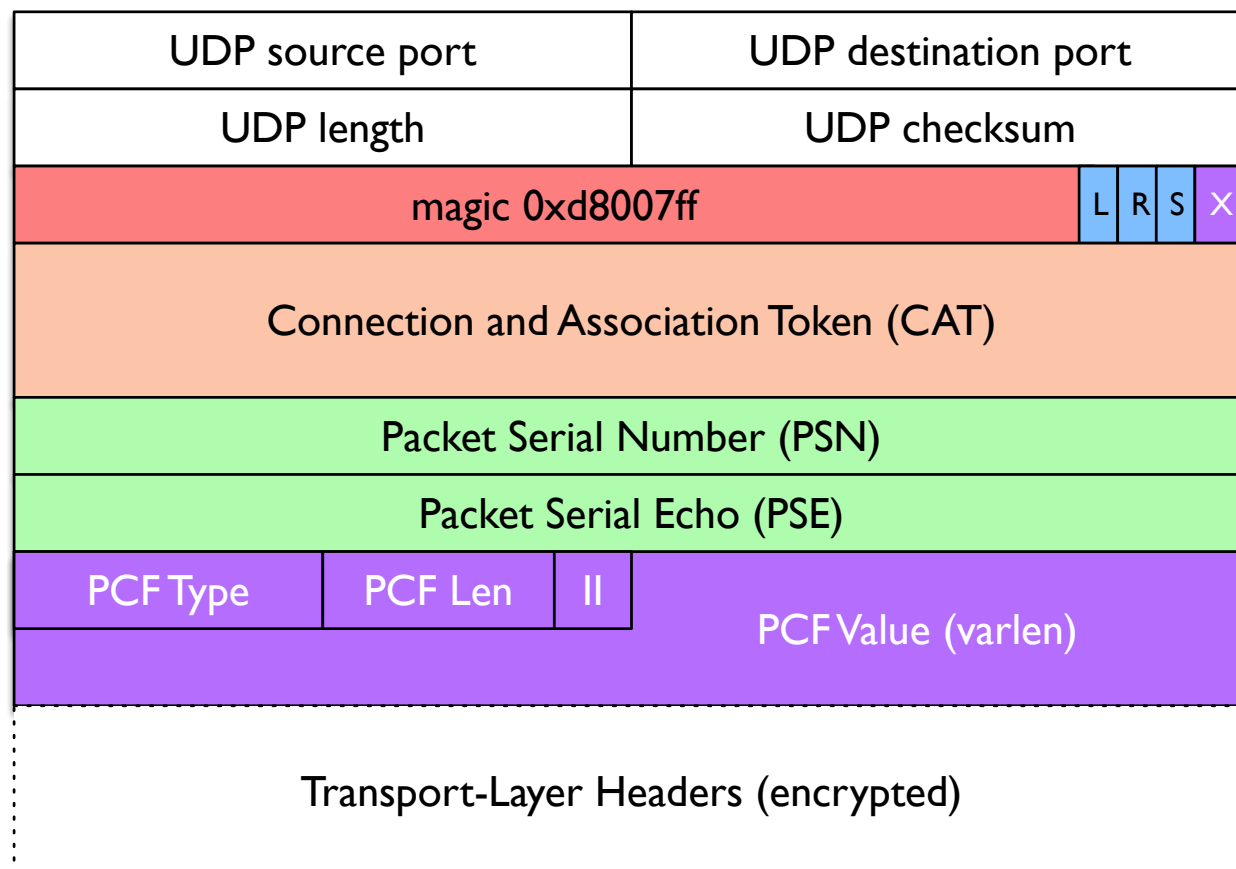 UDP source port
UDP destination port
UDP length
UDP checksum
magic 0xd8007ff
L
R
S
X
Connection and Association Token (CAT)
Packet Serial Number (PSN)
Packet Serial Echo (PSE)
PCF Type
PCF Len
II
PCF Value (varlen)
Transport-Layer Headers (encrypted)